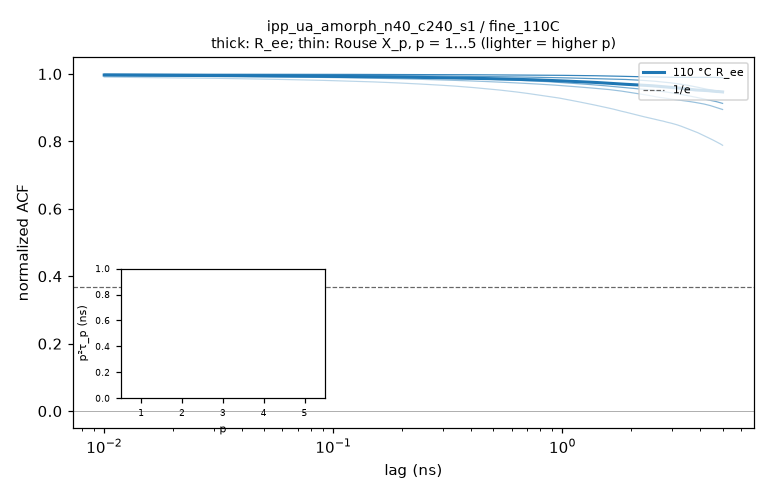 ipp_ua_amorph_n40_c240_s1 / fine_110C
thick: R_ee; thin: Rouse X_p, p = 1...5 (lighter = higher p)
110 °C R_ee
1/e
normalized ACF
1.0
0.8
0.6
0.4
0.2
0.0
p²τ_p (ns)
1.0
0.8
0.6
0.4
0.2
0.0
1 2 3 4 5
p
10⁻² 10⁻¹ 10⁰
lag (ns)